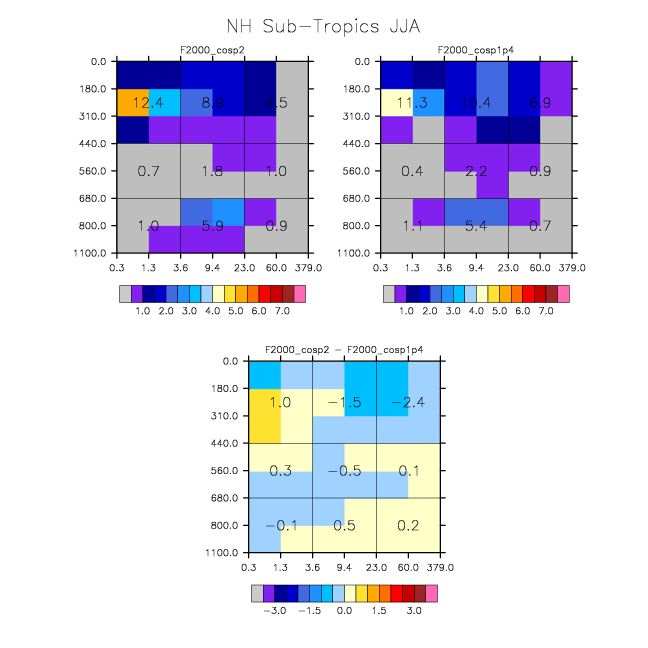 NH Sub-Tropics JJA
F2000_cosp2
F2000_cosp1p4
0.0
180.0
310.0
440.0
560.0
680.0
800.0
1100.0
12.4 8.9 4.5
0.7 1.8 1.0
1.0 5.9 0.9
0.3 1.3 3.6 9.4 23.0 60.0 379.0
1.0 2.0 3.0 4.0 5.0 6.0 7.0
0.0
180.0
310.0
440.0
560.0
680.0
800.0
1100.0
11.3 10.4 6.9
0.4 2.2 0.9
1.1 5.4 0.7
0.3 1.3 3.6 9.4 23.0 60.0 379.0
1.0 2.0 3.0 4.0 5.0 6.0 7.0
F2000_cosp2 - F2000_cosp1p4
0.0
180.0
310.0
440.0
560.0
680.0
800.0
1100.0
1.0 -1.5 -2.4
0.3 -0.5 0.1
-0.1 0.5 0.2
0.3 1.3 3.6 9.4 23.0 60.0 379.0
-3.0 -1.5 0.0 1.5 3.0